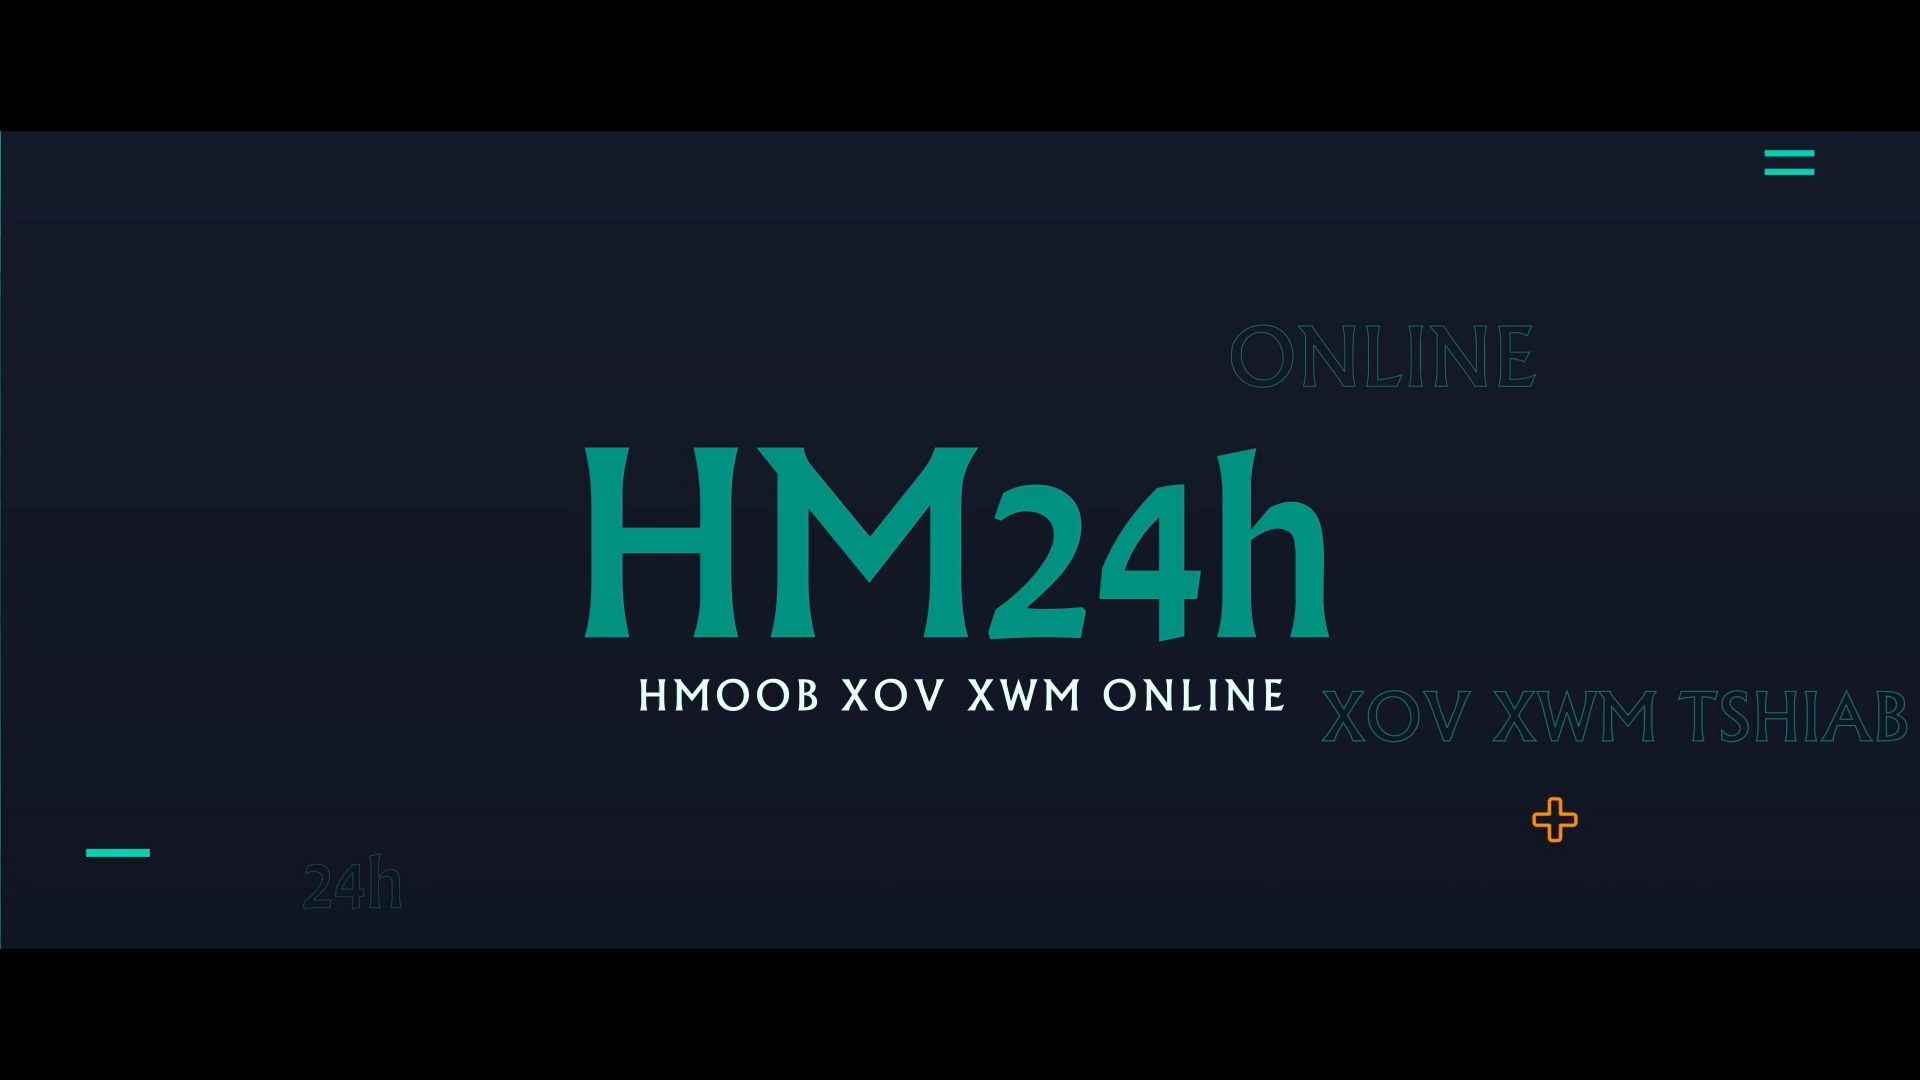 ONLINE
HM24h
HMOOB XOV XWM ONLINE
XOV XWM TSHIAB
24h